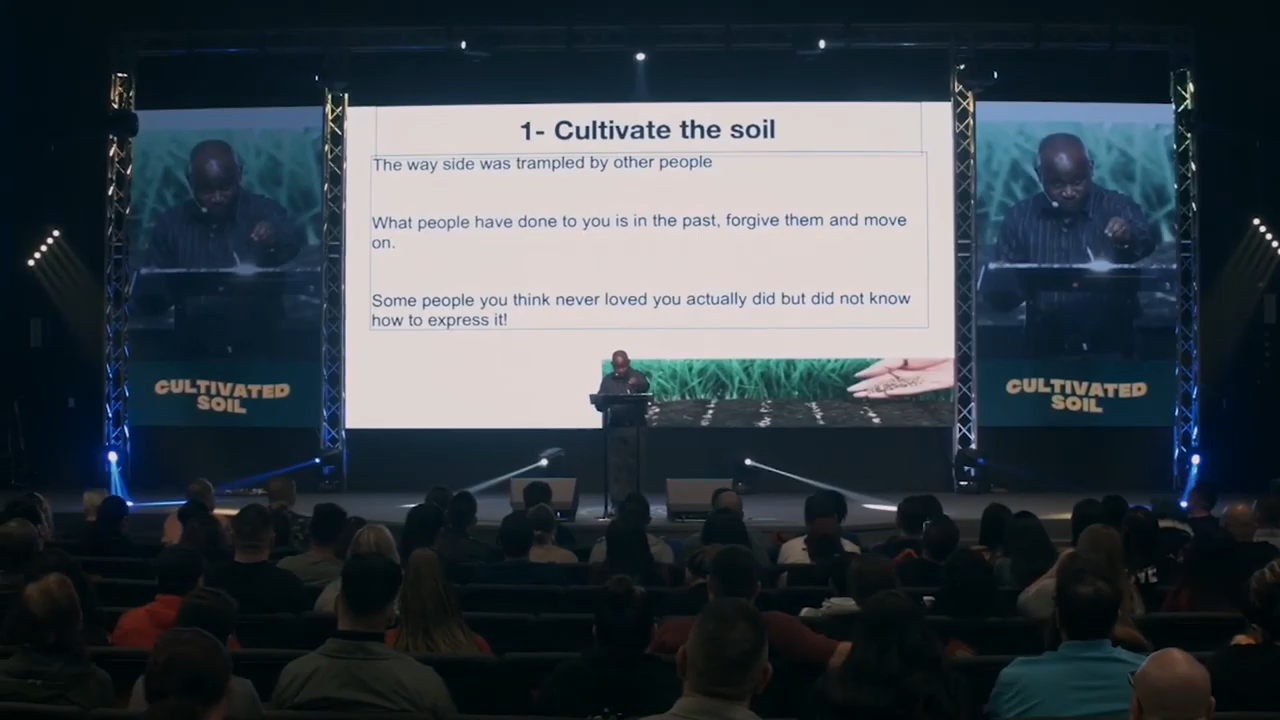 1- Cultivate the soil
The way side was trampled by other people
What people have done to you is in the past, forgive them and move
on.
Some people you think never loved you actually did but did not know
how to express it!
CULTIVATED
SOIL
CULTIVATED
SOIL